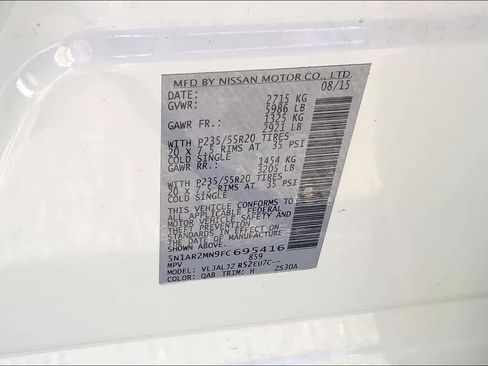 MFD BY NISSAN MOTOR CO., LTD.
DATE: 08/15
GVWR: 2715 KG
5986 LB
GAWR FR.: 1325 KG
2921 LB
WITH P235/55R20 TIRES
20 X 7.5 RIMS AT 35 PSI
COLD SINGLE
GAWR RR.: 1454 KG
3205 LB
WITH P235/55R20 TIRES
20 X 7.5 RIMS AT 35 PSI
COLD SINGLE
THIS VEHICLE CONFORMS TO
ALL APPLICABLE FEDERAL
MOTOR VEHICLE SAFETY AND
THEFT PREVENTION
STANDARDS IN EFFECT ON
THE DATE OF MANUFACTURE
SHOWN ABOVE.
5N1AR2MN9FC695416
MPV 859
MODEL: VLJALJZ R52EU7C--
COLOR: QAB TRIM: H ZS30A